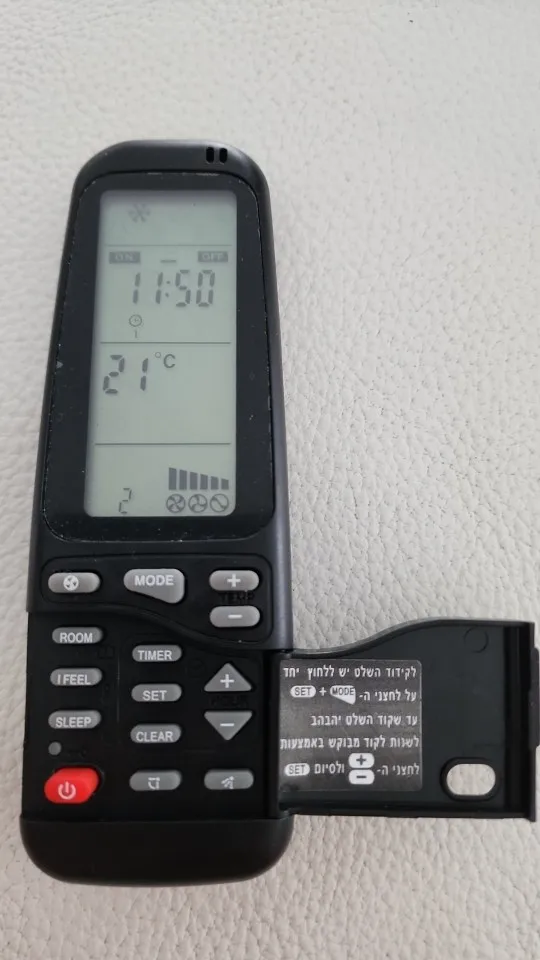 ON OFF
11:50
1
21 °C
2
MODE
+
−
ROOM
TIMER
+
I FEEL
SET
−
SLEEP
CLEAR
לקידוד השלט יש ללחוץ יחד
על לחצני ה- MODE + SET
עד שקוד השלט יהבהב
לשנות לקוד מבוקש באמצעות
לחצני ה- + − ולסיום SET